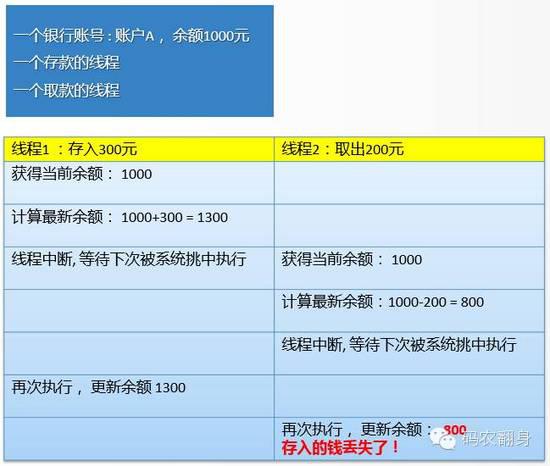 一个银行账号 : 账户A ，余额1000元
一个存款的线程
一个取款的线程
线程1 ：存入300元
线程2：取出200元
获得当前余额： 1000
计算最新余额： 1000+300 = 1300
线程中断, 等待下次被系统挑中执行
获得当前余额： 1000
计算最新余额：1000-200 = 800
线程中断, 等待下次被系统挑中执行
再次执行 ，更新余额 1300
再次执行 ，更新余额： 800
存入的钱丢失了！
码农翻身